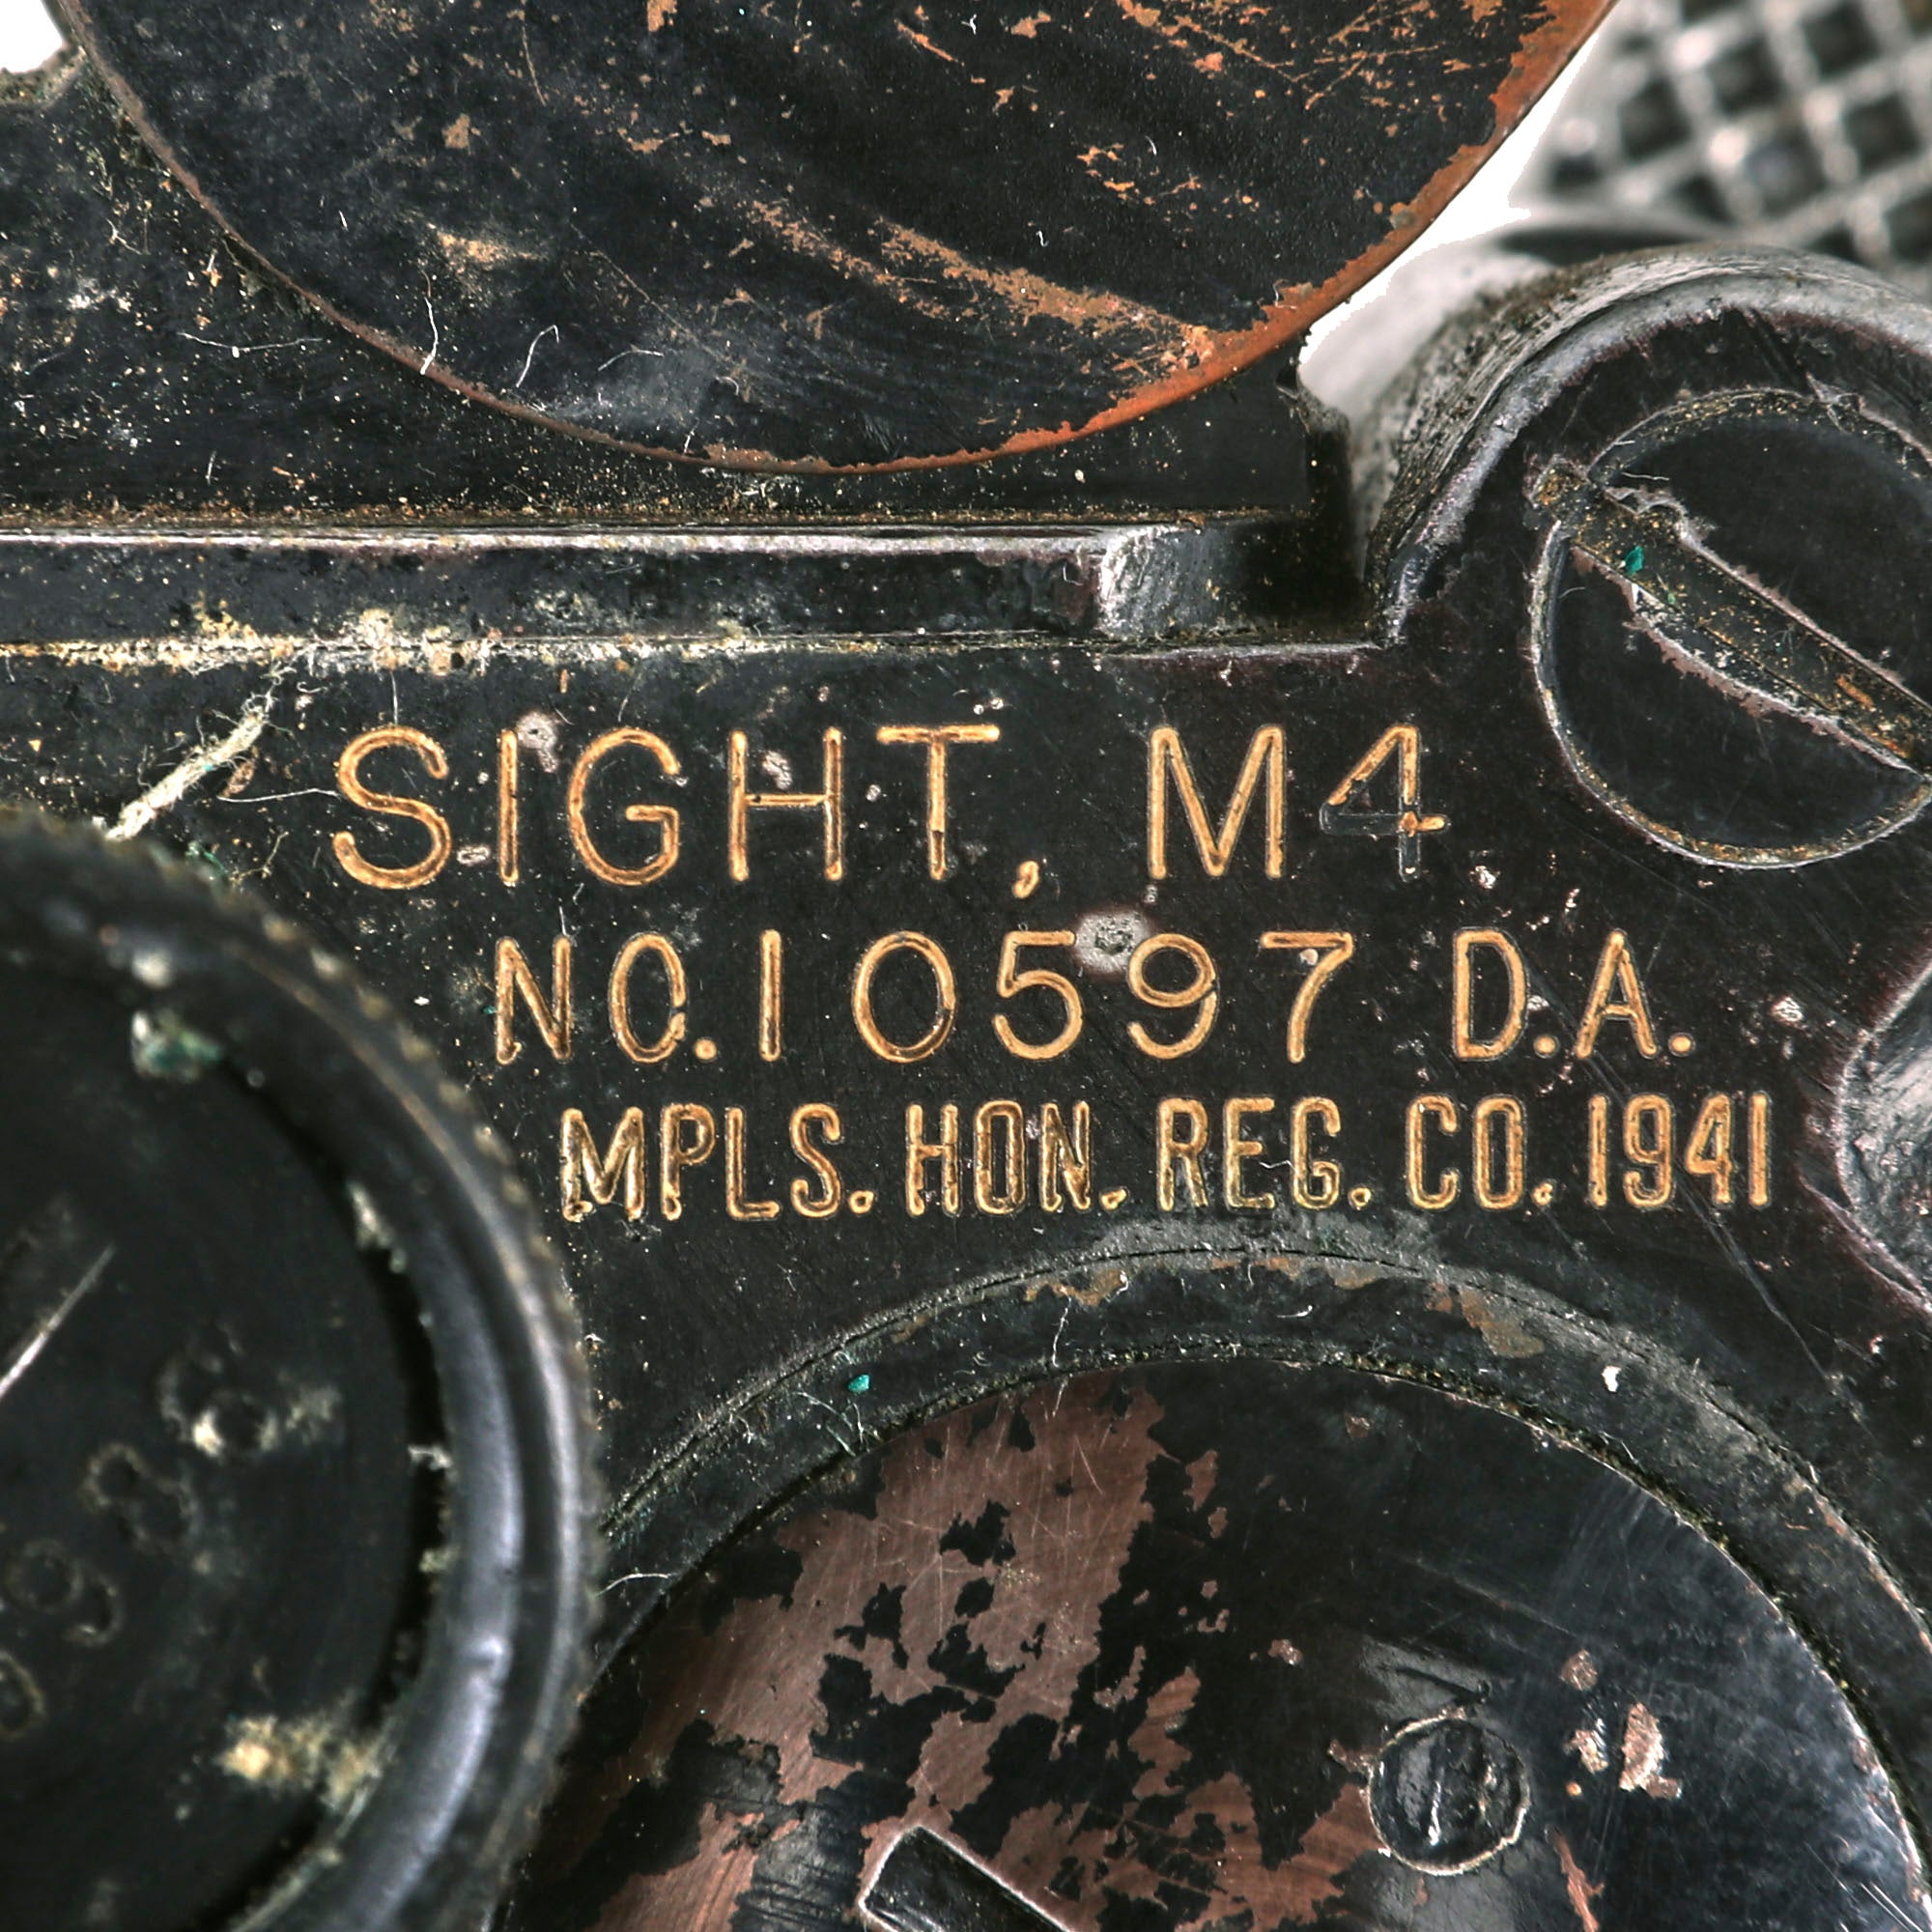 SIGHT, M4
NO. 10597 D.A.
MPLS. HON. REG. CO. 1941